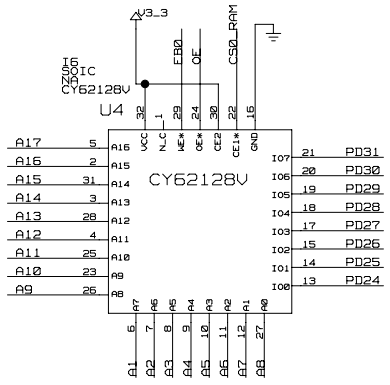 V3_3
FB0
OE
CS0_RAM
I6
SOIC
NA
CY62128V
U4
32 1 29 24 30 22 16
VCC N_C WE* OE* CE2 CE1* GND
CY62128V
A17 5 A16
A16 2 A15
A15 31 A14
A14 3 A13
A13 28 A12
A12 4 A11
A11 25 A10
A10 23 A9
A9 26 A8
IO7 21 PD31
IO6 20 PD30
IO5 19 PD29
IO4 18 PD28
IO3 17 PD27
IO2 15 PD26
IO1 14 PD25
IO0 13 PD24
A7 A6 A5 A4 A3 A2 A1 A0
6 7 8 9 10 11 12 27
A1 A2 A3 A4 A5 A6 A7 A8